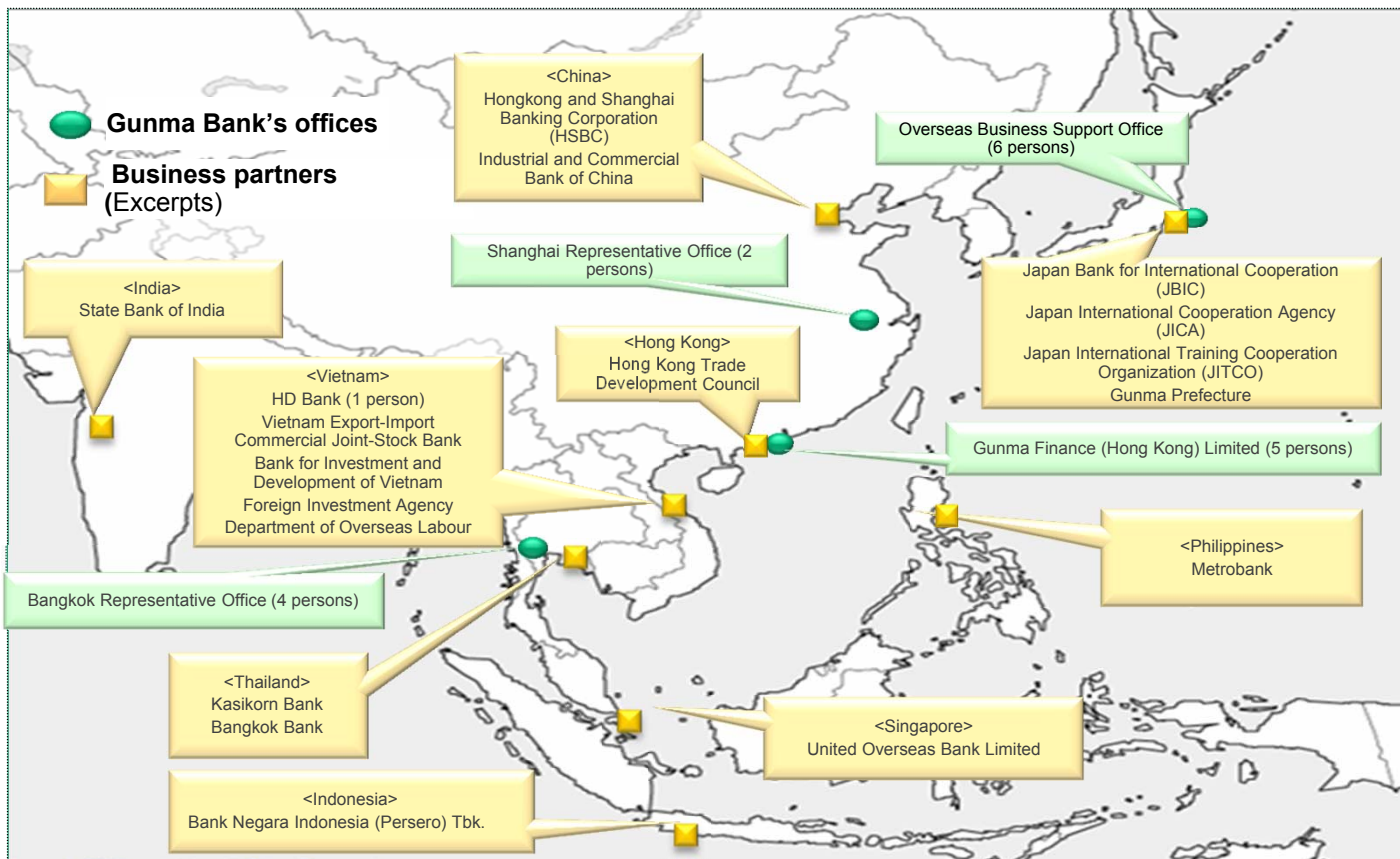 Gunma Bank's offices
Business partners
(Excerpts)
<China>
Hongkong and Shanghai
Banking Corporation
(HSBC)
Industrial and Commercial
Bank of China
Overseas Business Support Office
(6 persons)
Shanghai Representative Office (2
persons)
<India>
State Bank of India
Japan Bank for International Cooperation
(JBIC)
Japan International Cooperation Agency
(JICA)
Japan International Training Cooperation
Organization (JITCO)
Gunma Prefecture
<Hong Kong>
Hong Kong Trade
Development Council
<Vietnam>
HD Bank (1 person)
Vietnam Export-Import
Commercial Joint-Stock Bank
Bank for Investment and
Development of Vietnam
Foreign Investment Agency
Department of Overseas Labour
Gunma Finance (Hong Kong) Limited (5 persons)
<Philippines>
Metrobank
Bangkok Representative Office (4 persons)
<Thailand>
Kasikorn Bank
Bangkok Bank
<Singapore>
United Overseas Bank Limited
<Indonesia>
Bank Negara Indonesia (Persero) Tbk.